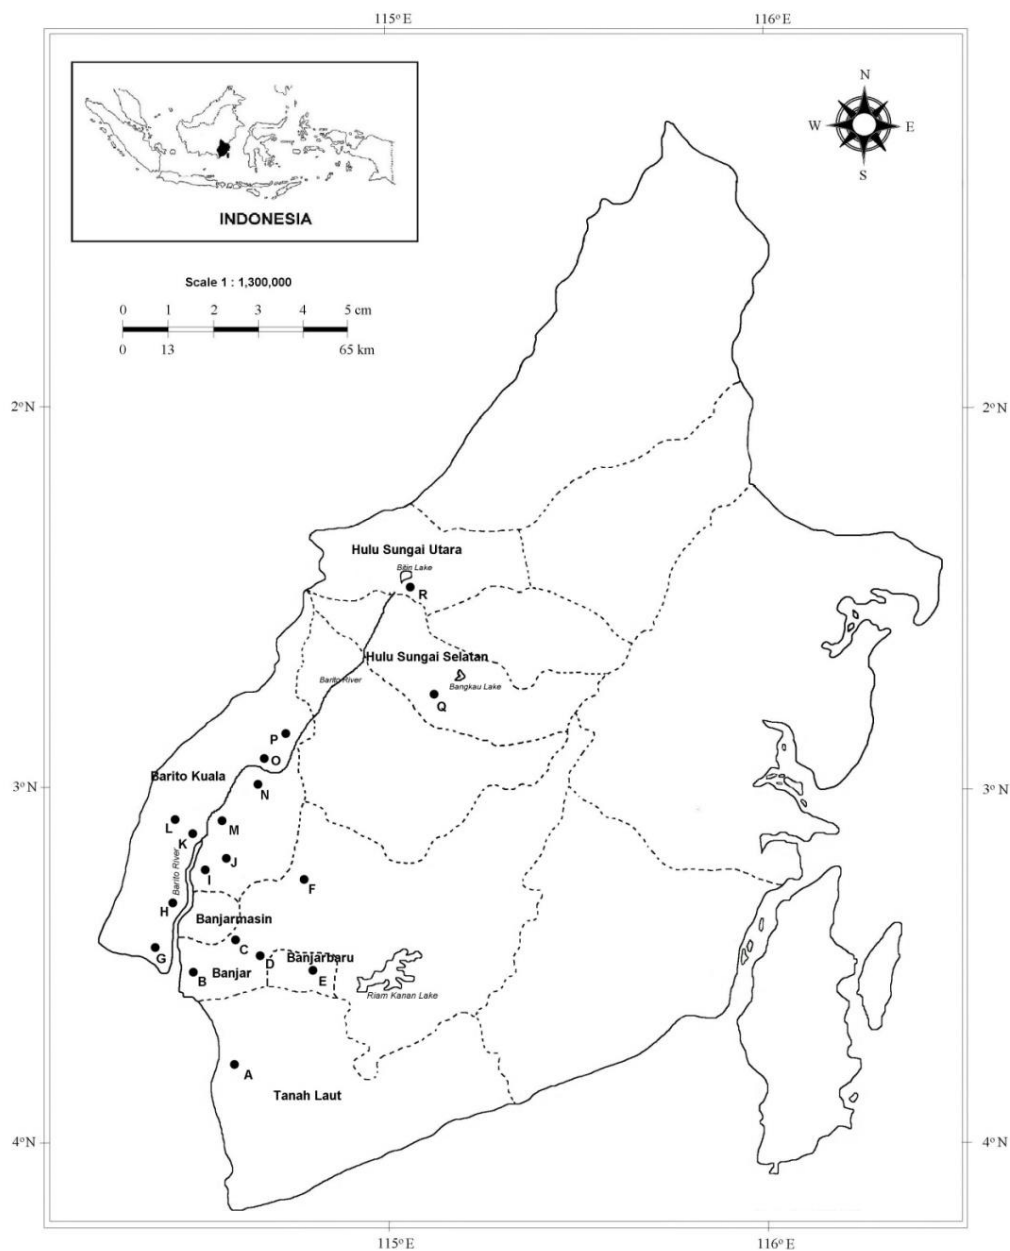 115° E
116° E
N
W
E
S
INDONESIA
Scale 1 : 1,300,000
0 1 2 3 4 5 cm
0 13 65 km
2° N
2° N
Hulu Sungai Utara
Bitin Lake
R
Hulu Sungai Selatan
Barito River
Bangkau Lake
Q
P
O
Barito Kuala
3° N
3° N
N
L
M
K
J
Barito River
I
F
H
Banjarmasin
C
G
D
Banjarbaru
B
Banjar
E
Riam Kanan Lake
A
Tanah Laut
4° N
4° N
115° E
116° E